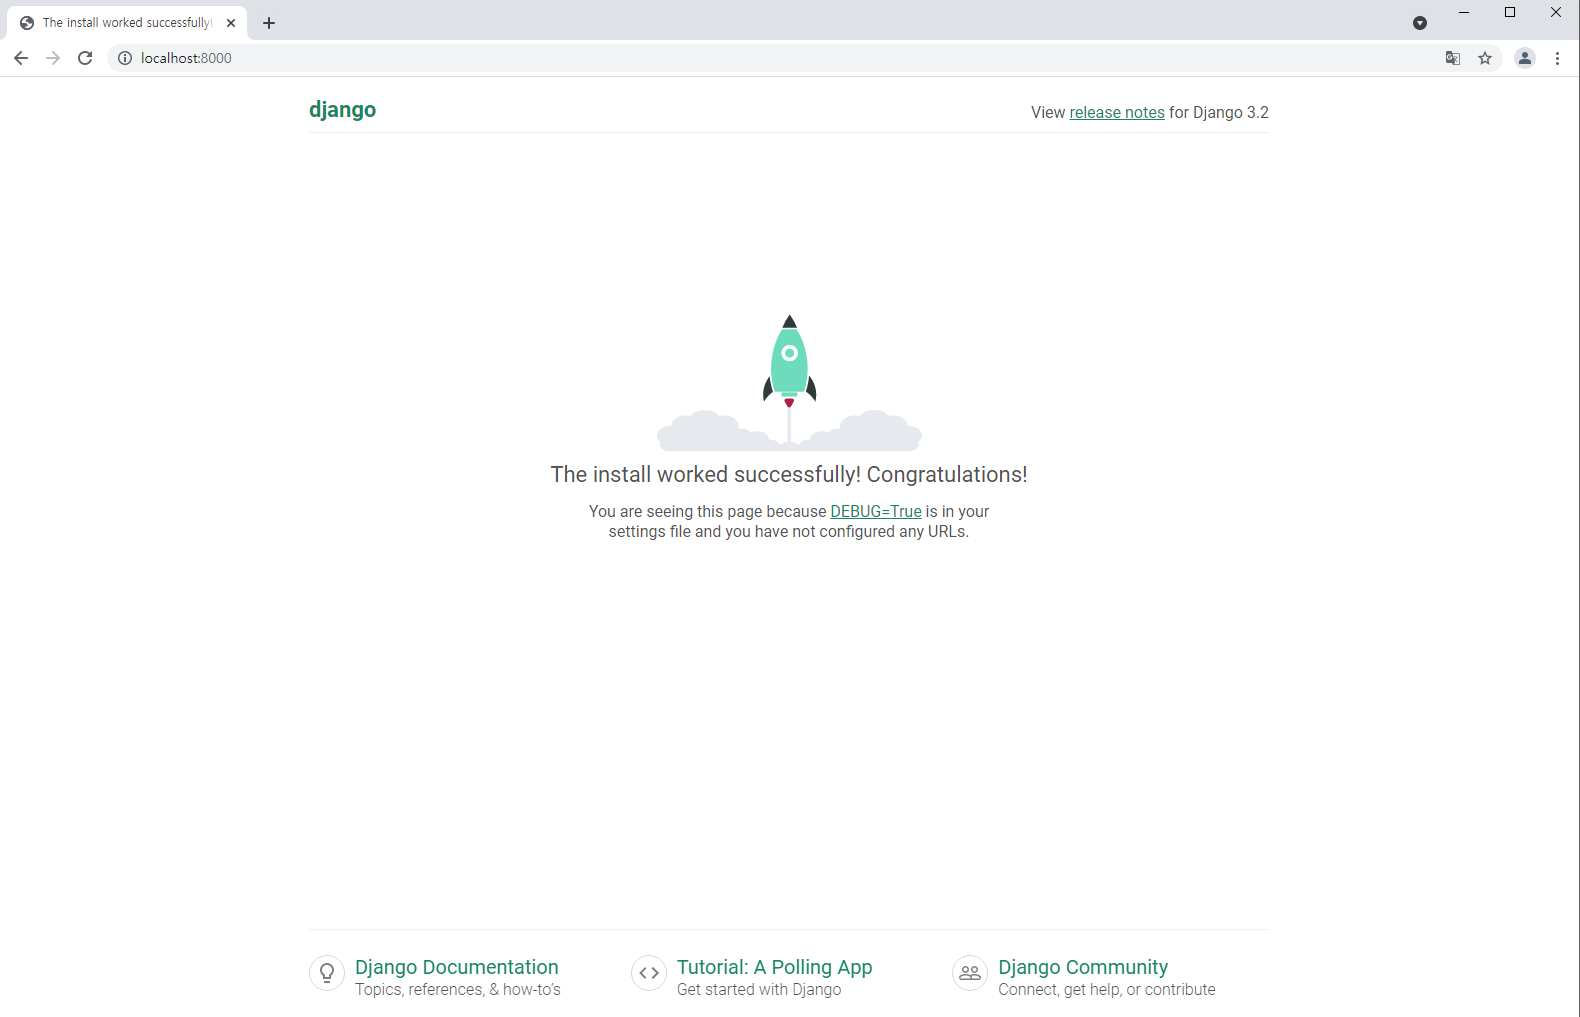 The install worked successfully!
localhost:8000
django
View release notes for Django 3.2
The install worked successfully! Congratulations!
You are seeing this page because DEBUG=True is in your
settings file and you have not configured any URLs.
Django Documentation
Topics, references, & how-to’s
Tutorial: A Polling App
Get started with Django
Django Community
Connect, get help, or contribute